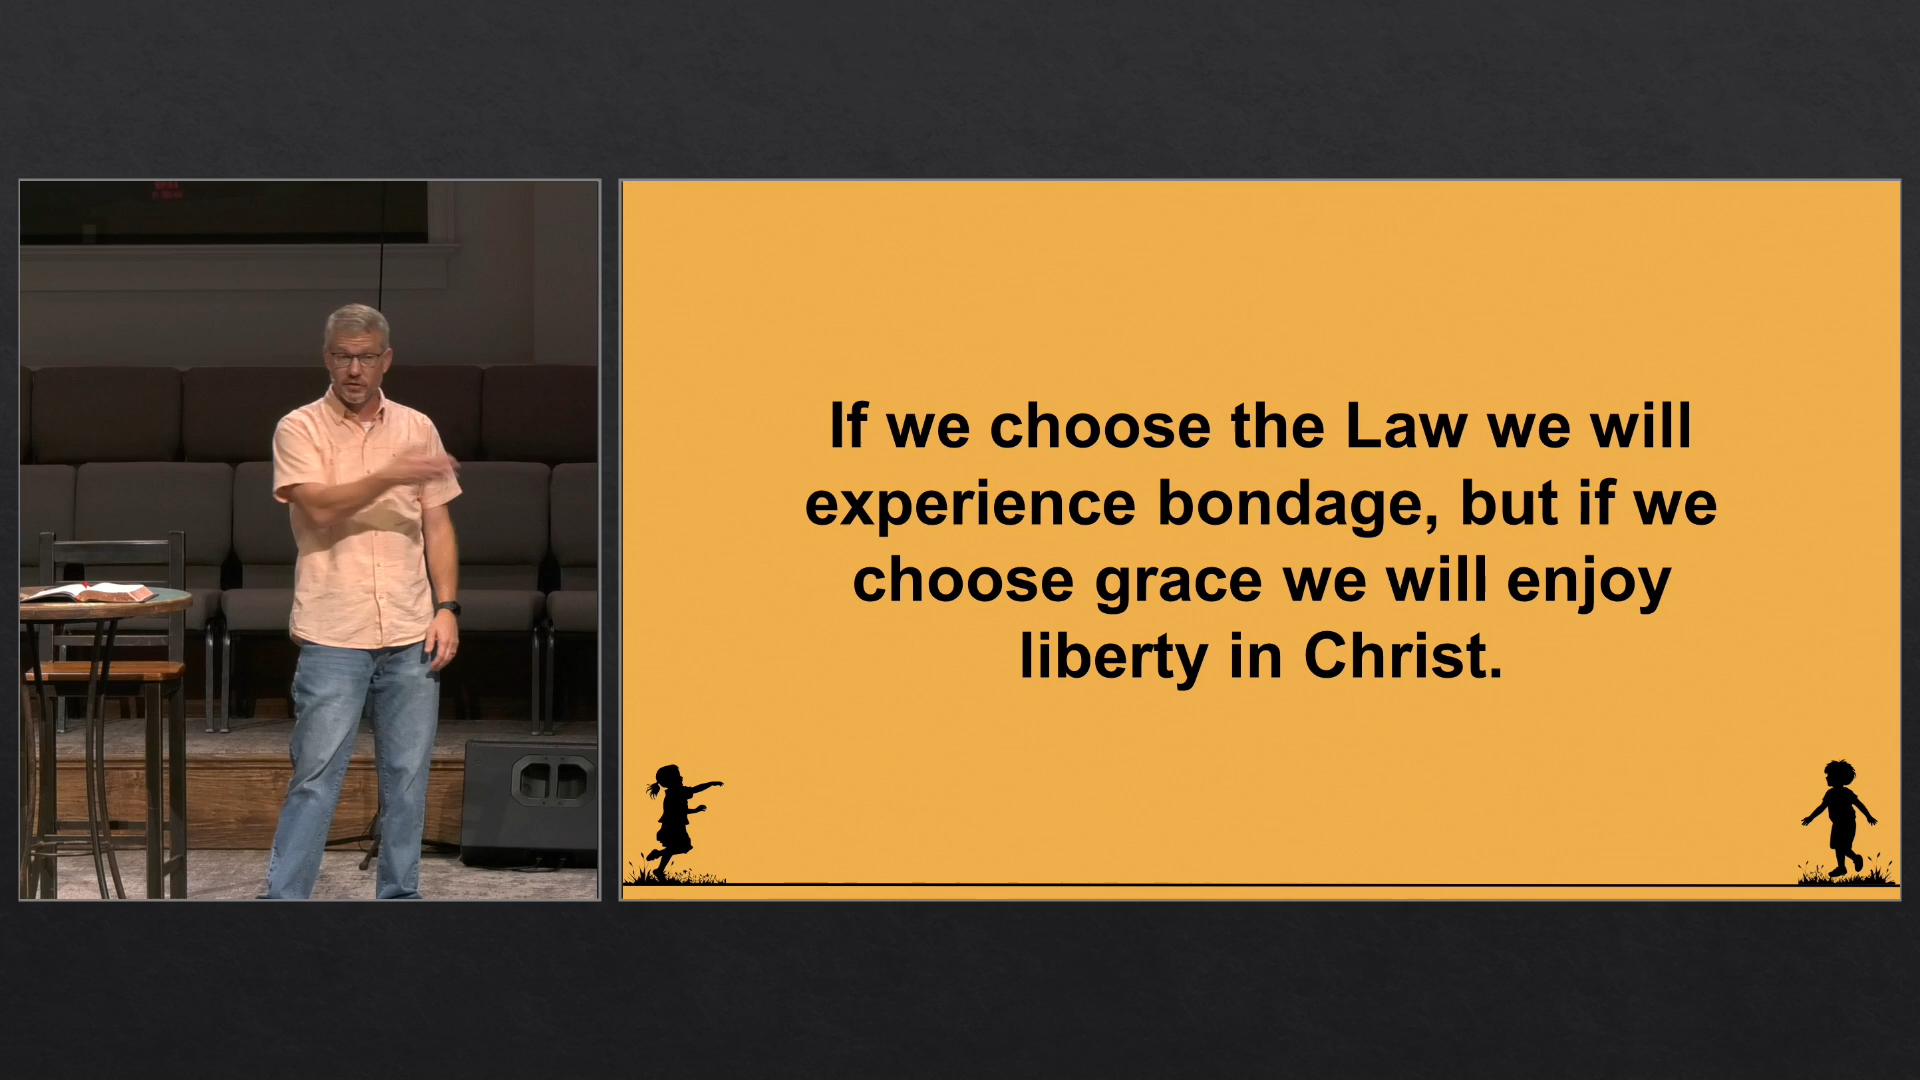 If we choose the Law we will
experience bondage, but if we
choose grace we will enjoy
liberty in Christ.